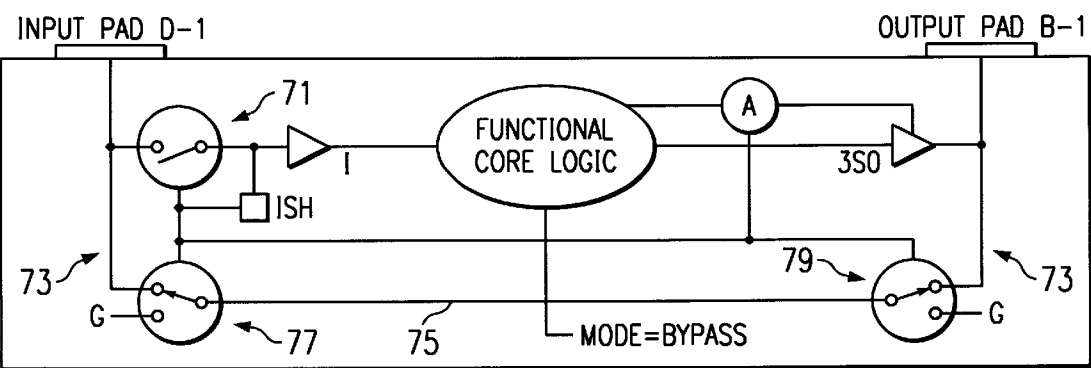 INPUT PAD D-1
OUTPUT PAD B-1
71
A
FUNCTIONAL
CORE LOGIC
I
3SO
ISH
73
79
73
G
77
75
MODE=BYPASS
G